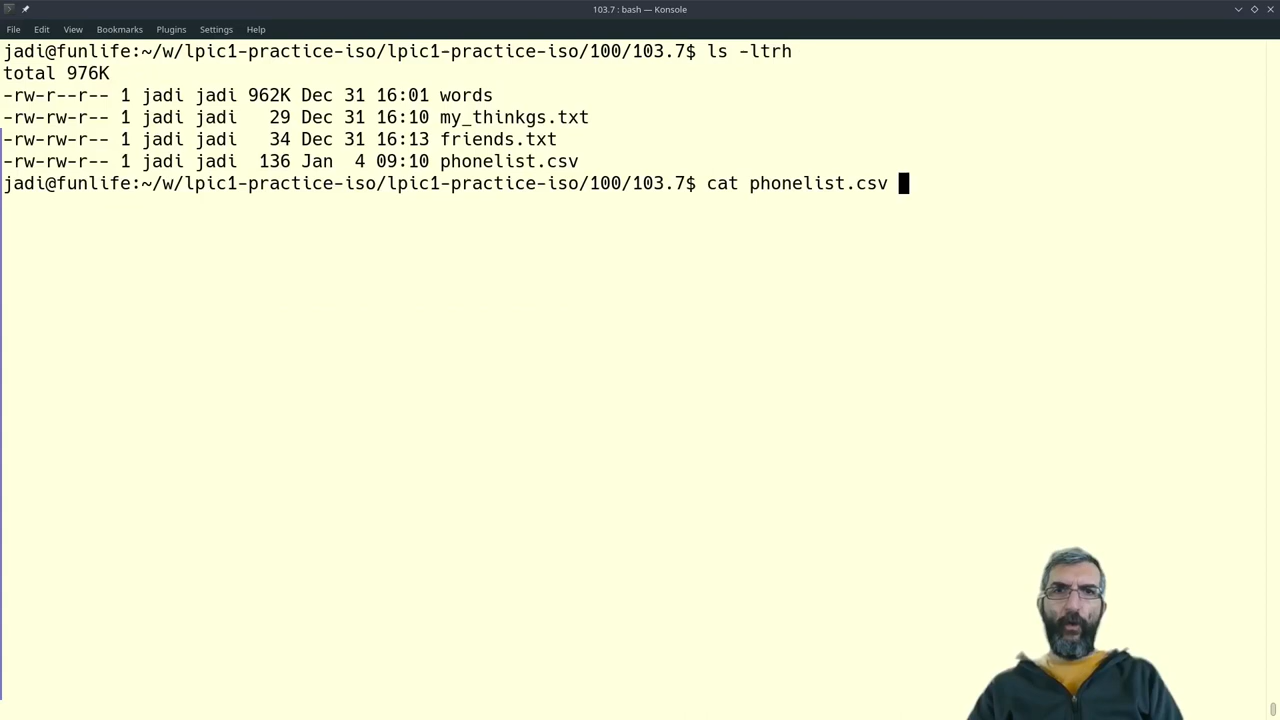 103.7 : bash — Konsole
File Edit View Bookmarks Plugins Settings Help
jadi@funlife:~/w/lpic1-practice-iso/lpic1-practice-iso/100/103.7$ ls -ltrh
total 976K
-rw-r--r-- 1 jadi jadi 962K Dec 31 16:01 words
-rw-rw-r-- 1 jadi jadi   29 Dec 31 16:10 my_thinkgs.txt
-rw-rw-r-- 1 jadi jadi   34 Dec 31 16:13 friends.txt
-rw-rw-r-- 1 jadi jadi  136 Jan  4 09:10 phonelist.csv
jadi@funlife:~/w/lpic1-practice-iso/lpic1-practice-iso/100/103.7$ cat phonelist.csv